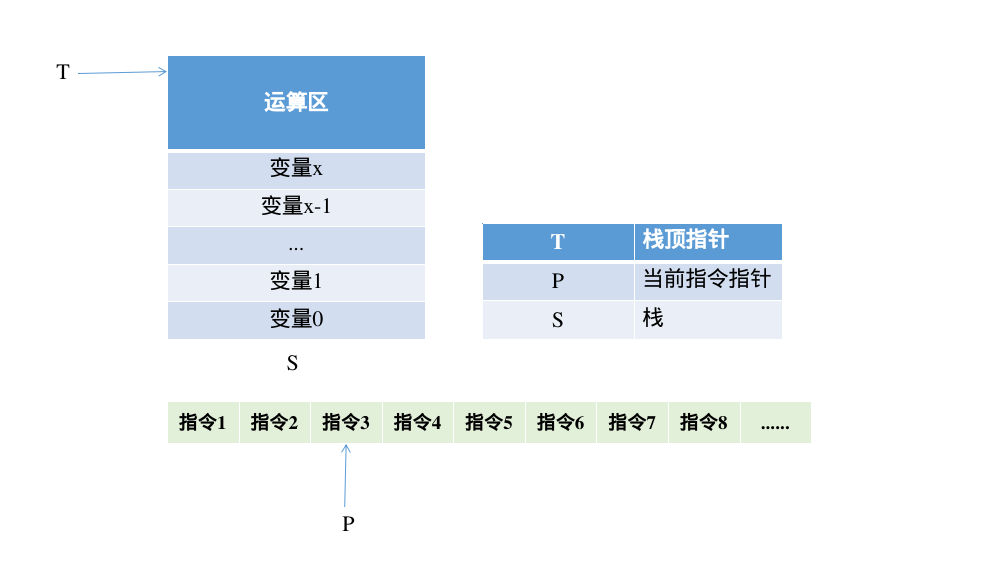 T
运算区
变量x
变量x-1
...
变量1
变量0
S
T 栈顶指针
P 当前指令指针
S 栈
指令1 指令2 指令3 指令4 指令5 指令6 指令7 指令8 ......
P